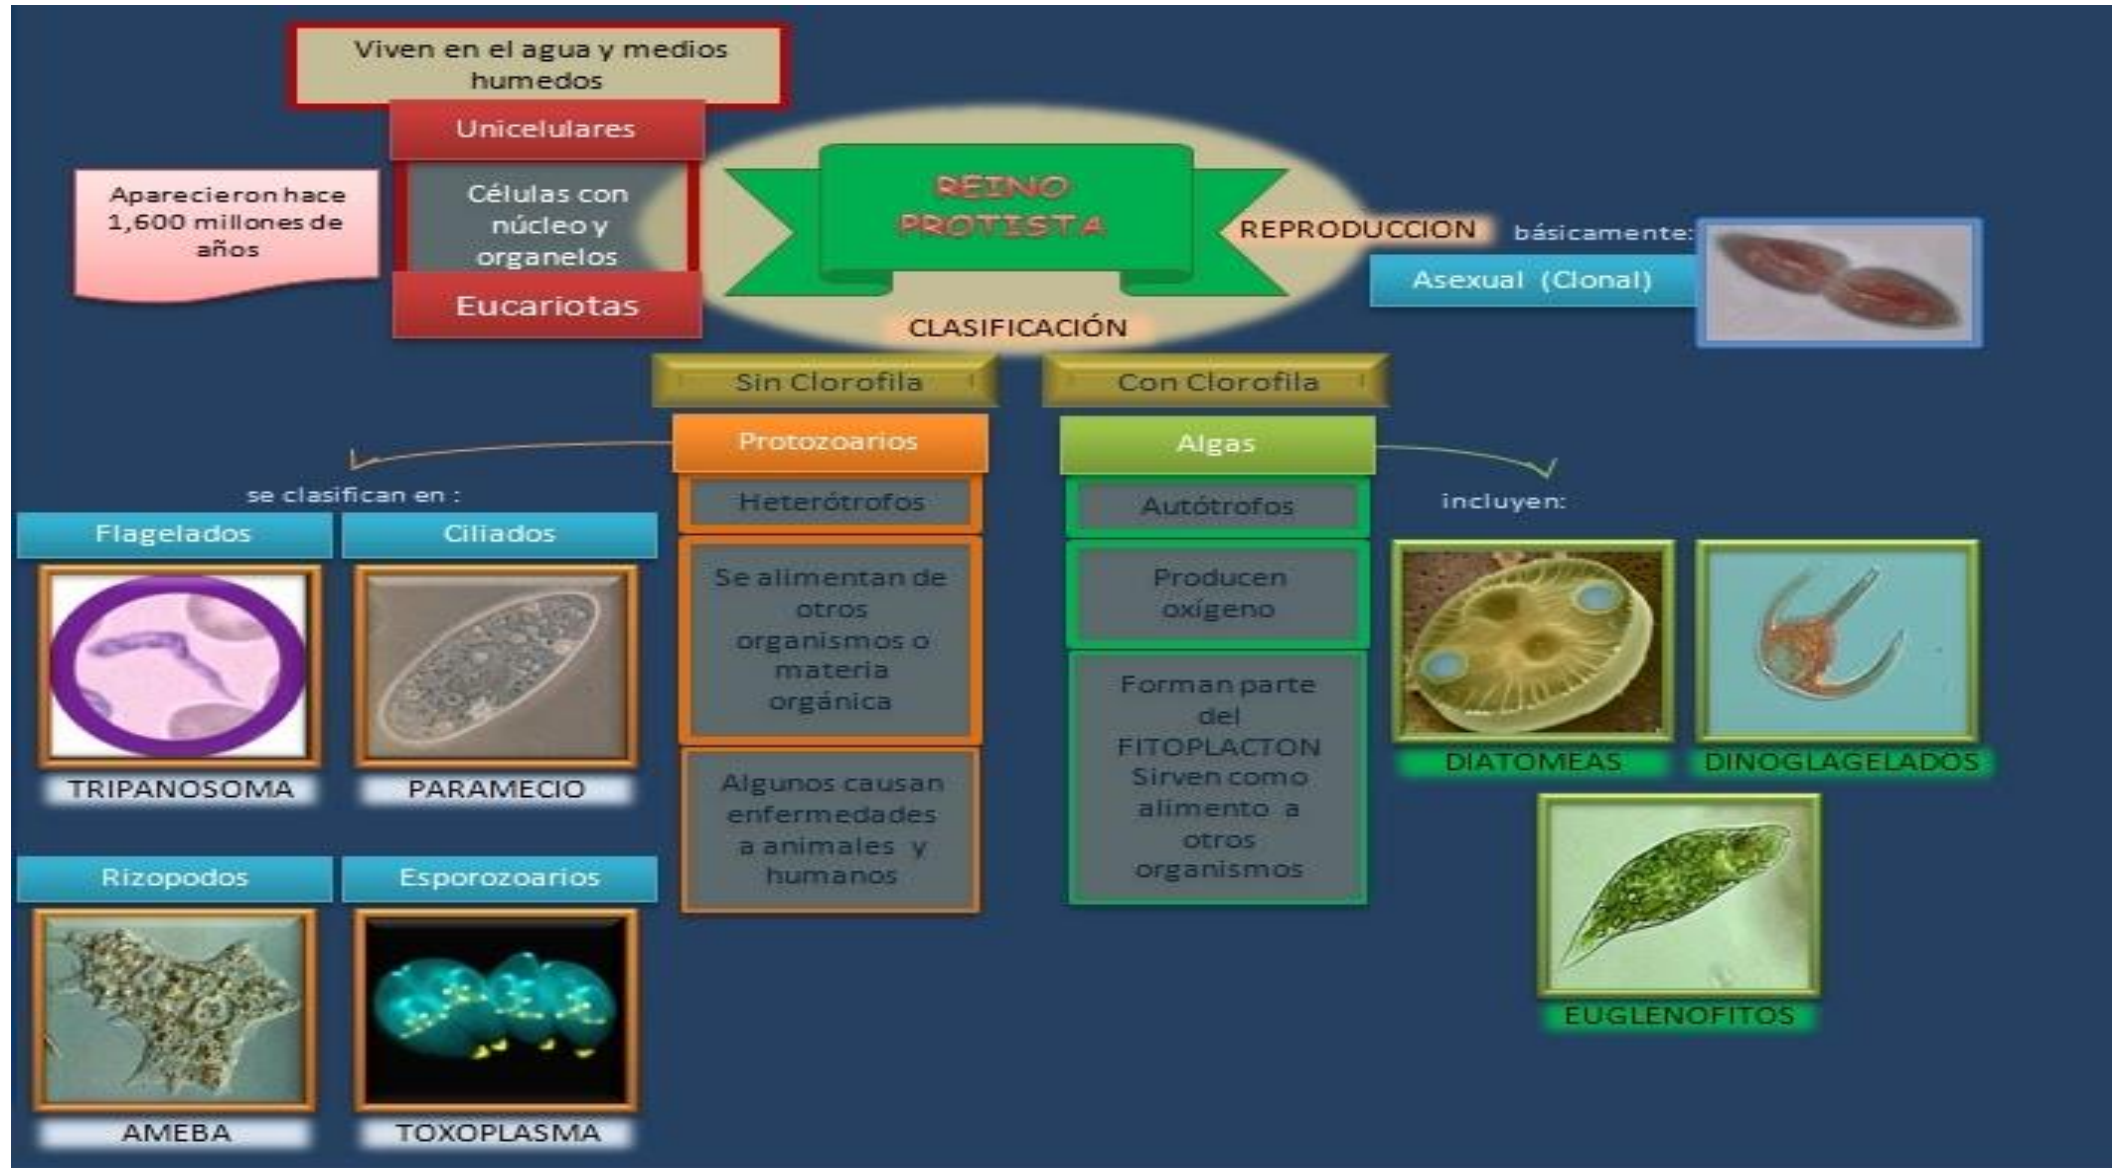 Viven en el agua y medios
humedos
Unicelulares
Células con
núcleo y
organelos
Eucariotas
Aparecieron hace
1,600 millones de
años
REINO
PROTISTA
REPRODUCCION
básicamente:
Asexual (Clonal)
CLASIFICACIÓN
Sin Clorofila
Con Clorofila
Protozoarios
Heterótrofos
Se alimentan de
otros
organismos o
materia
orgánica
Algunos causan
enfermedades
a animales y
humanos
Algas
Autótrofos
Producen
oxígeno
Forman parte
del
FITOPLACTON
Sirven como
alimento a
otros
organismos
se clasifican en :
Flagelados
Ciliados
TRIPANOSOMA
PARAMECIO
Rizopodos
Esporozoarios
AMEBA
TOXOPLASMA
incluyen:
DIATOMEAS
DINOGLAGELADOS
EUGLENOFITOS